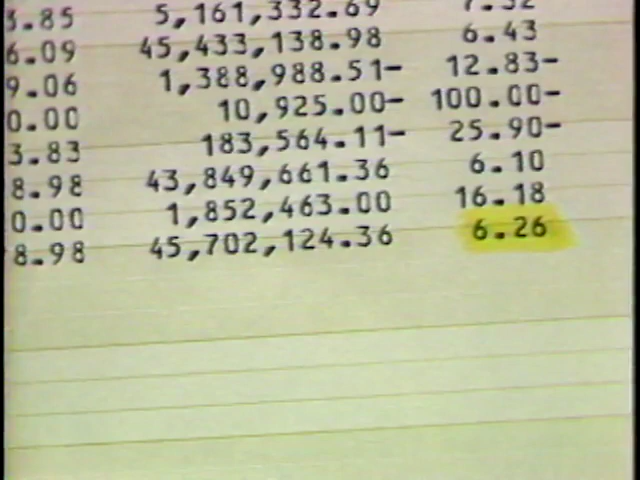 3.85 5,161,332.69 7.52
6.09 45,433,138.98 6.43
9.06 1,388,988.51- 12.83-
0.00 10,925.00- 100.00-
3.83 183,564.11- 25.90-
8.98 43,849,661.36 6.10
0.00 1,852,463.00 16.18
8.98 45,702,124.36 6.26